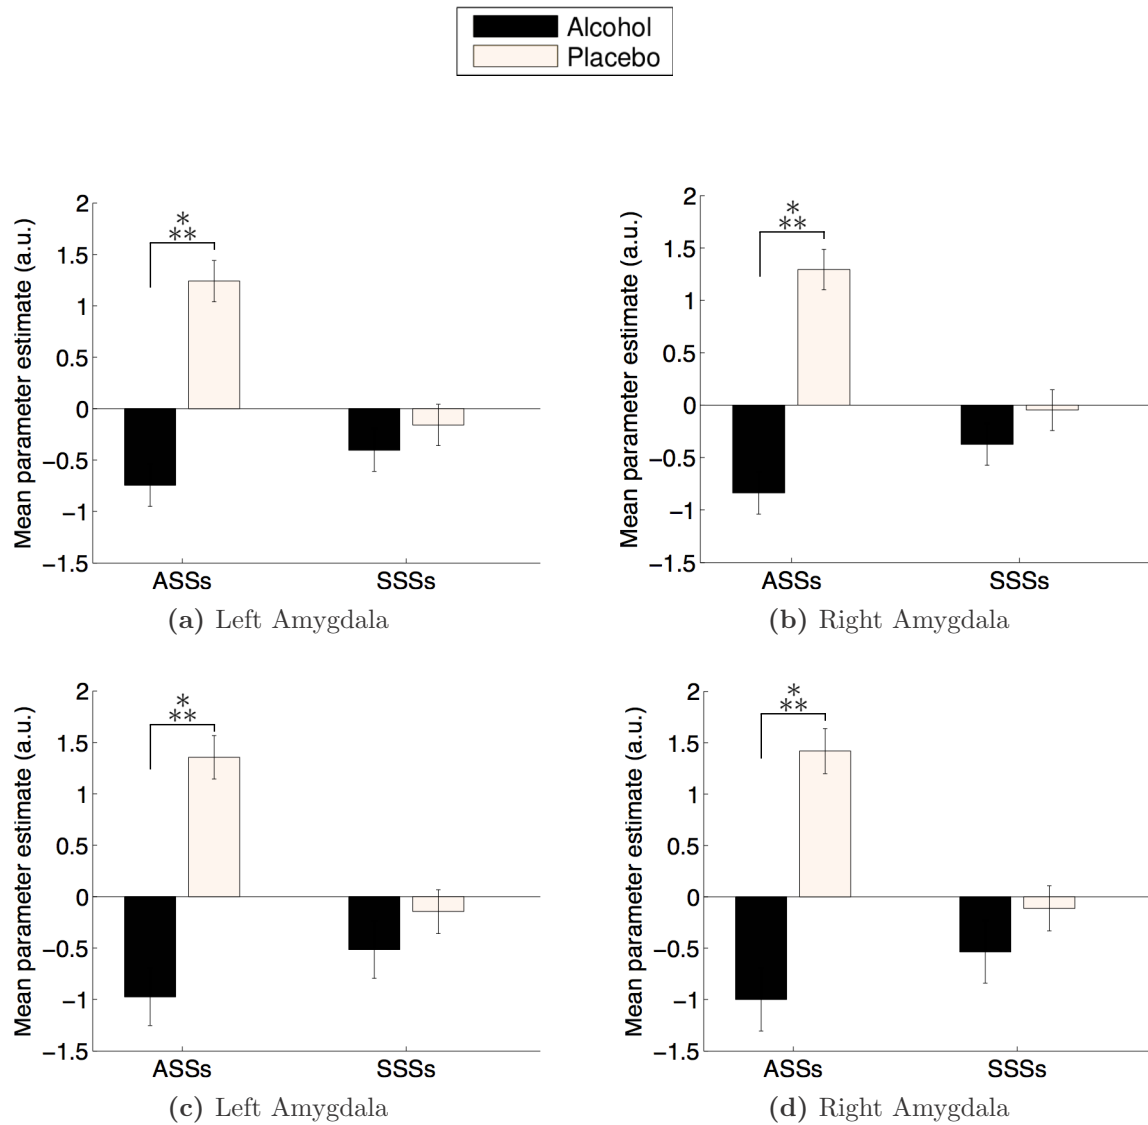 Alcohol
Placebo
Mean parameter estimate (a.u.)
2
1.5
1
0.5
0
−0.5
−1
−1.5
*
**
ASSs SSSs
(a) Left Amygdala
Mean parameter estimate (a.u.)
2
1.5
1
0.5
0
−0.5
−1
−1.5
*
**
ASSs SSSs
(b) Right Amygdala
Mean parameter estimate (a.u.)
2
1.5
1
0.5
0
−0.5
−1
−1.5
*
**
ASSs SSSs
(c) Left Amygdala
Mean parameter estimate (a.u.)
2
1.5
1
0.5
0
−0.5
−1
−1.5
*
**
ASSs SSSs
(d) Right Amygdala